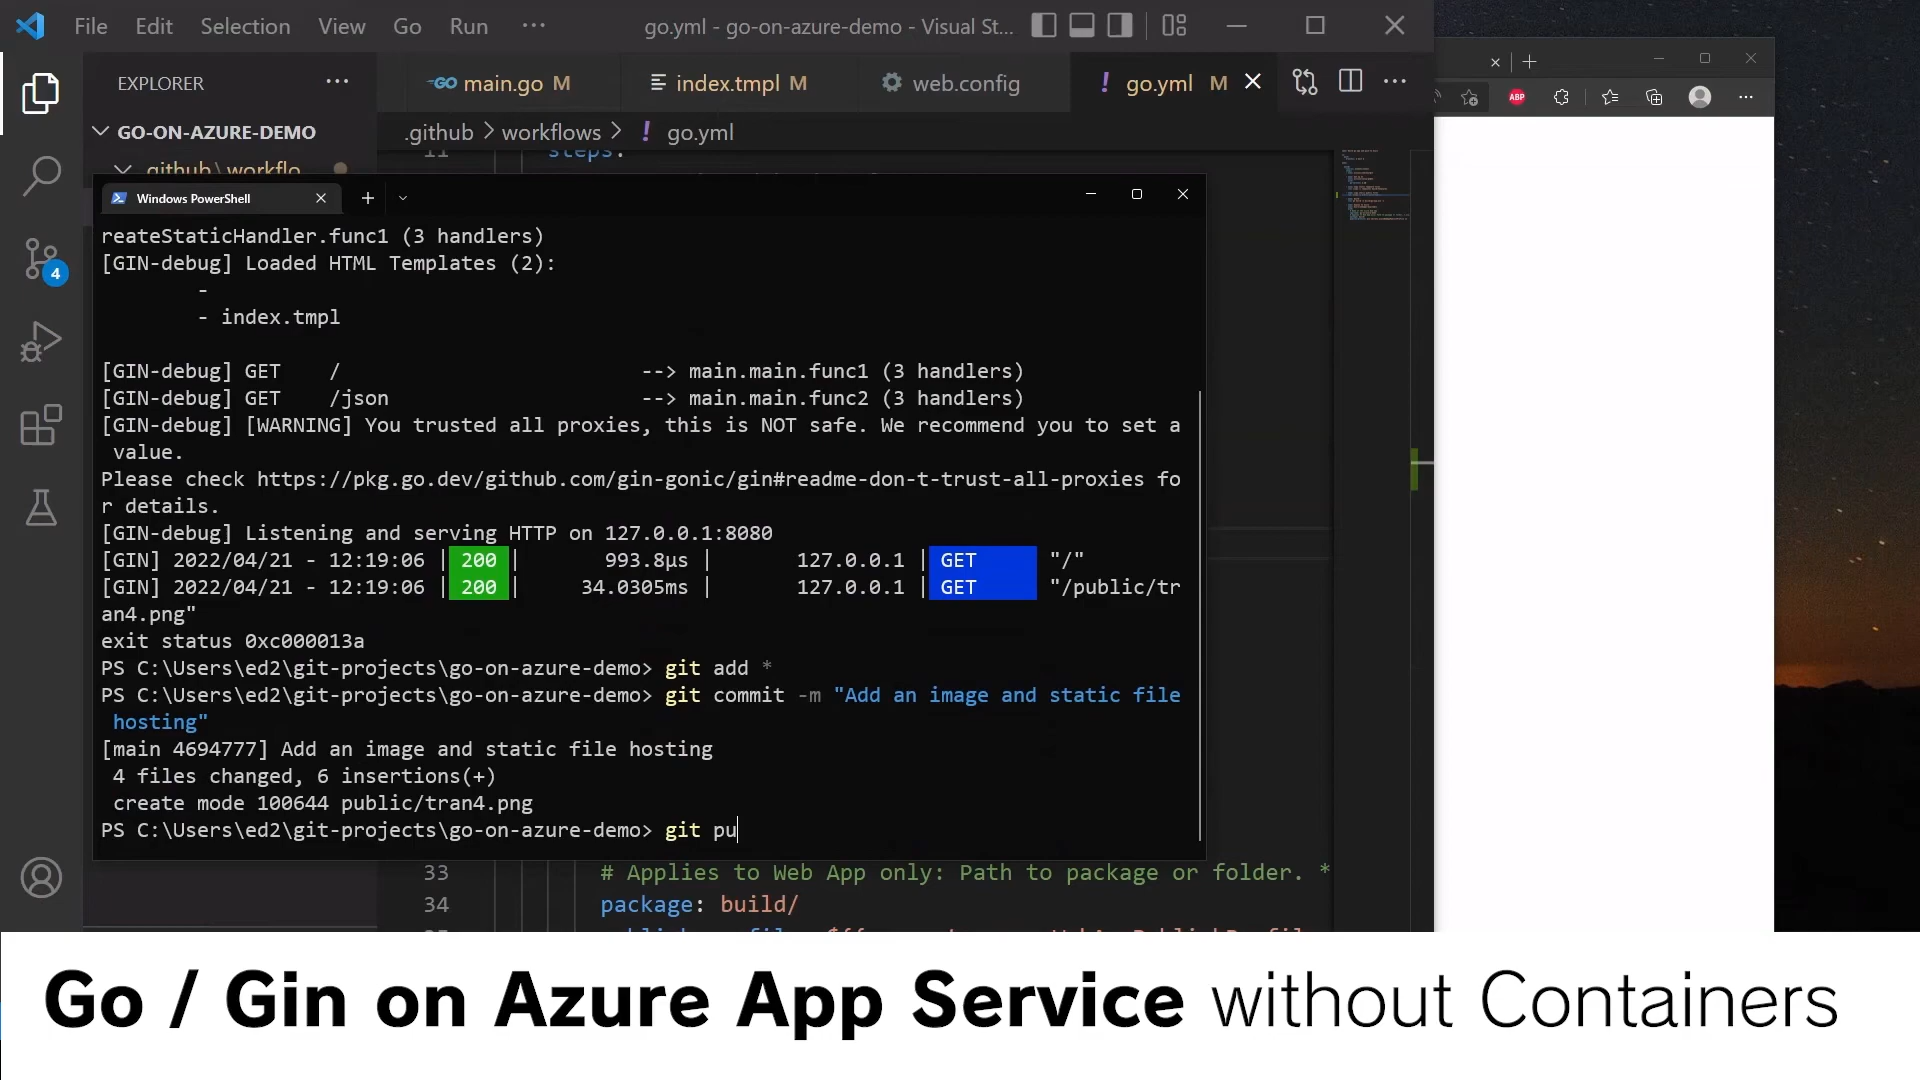 File Edit Selection View Go Run ··· go.yml - go-on-azure-demo - Visual St...
EXPLORER ··· main.go M index.tmpl M web.config ! go.yml M
GO-ON-AZURE-DEMO .github > workflows > ! go.yml
.github\workflo
11 steps:
Windows PowerShell
ABP
4
reateStaticHandler.func1 (3 handlers)
[GIN-debug] Loaded HTML Templates (2):
-
- index.tmpl
[GIN-debug] GET / --> main.main.func1 (3 handlers)
[GIN-debug] GET /json --> main.main.func2 (3 handlers)
[GIN-debug] [WARNING] You trusted all proxies, this is NOT safe. We recommend you to set a
value.
Please check https://pkg.go.dev/github.com/gin-gonic/gin#readme-don-t-trust-all-proxies fo
r details.
[GIN-debug] Listening and serving HTTP on 127.0.0.1:8080
[GIN] 2022/04/21 - 12:19:06 | 200 | 993.8µs | 127.0.0.1 | GET "/"
[GIN] 2022/04/21 - 12:19:06 | 200 | 34.0305ms | 127.0.0.1 | GET "/public/tr
an4.png"
exit status 0xc000013a
PS C:\Users\ed2\git-projects\go-on-azure-demo> git add *
PS C:\Users\ed2\git-projects\go-on-azure-demo> git commit -m "Add an image and static file
hosting"
[main 4694777] Add an image and static file hosting
4 files changed, 6 insertions(+)
create mode 100644 public/tran4.png
PS C:\Users\ed2\git-projects\go-on-azure-demo> git pu
33 # Applies to Web App only: Path to package or folder. *
34 package: build/
Go / Gin on Azure App Service without Containers